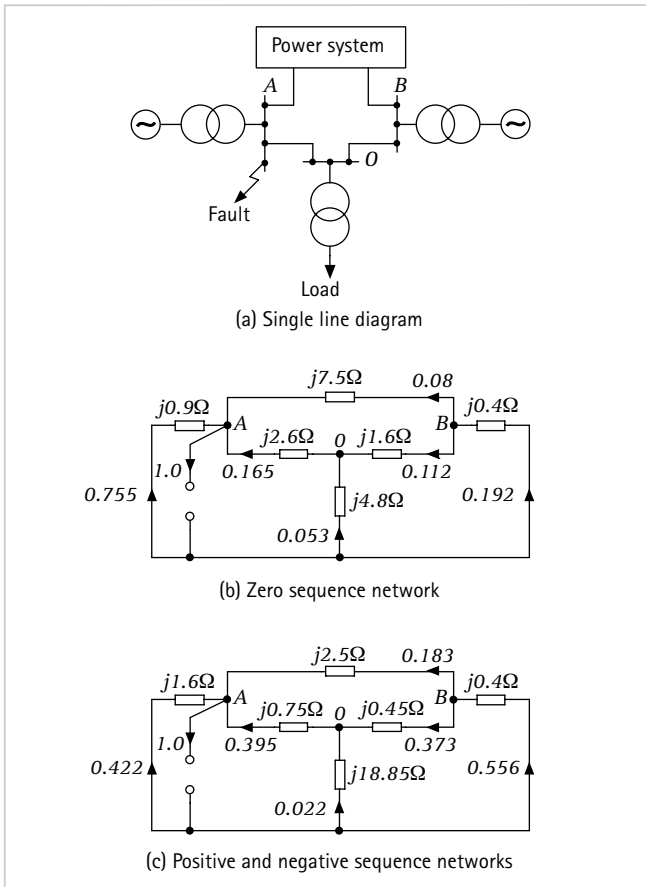 Power system
A
B
O
Fault
Load
(a) Single line diagram
j7.5Ω
0.08
j0.9Ω
A
j2.6Ω
0
j1.6Ω
B
j0.4Ω
1.0
0.165
0.112
0.755
j4.8Ω
0.192
0.053
(b) Zero sequence network
j2.5Ω
0.183
j1.6Ω
A
j0.75Ω
0
j0.45Ω
B
j0.4Ω
1.0
0.395
0.373
0.422
j18.85Ω
0.556
0.022
(c) Positive and negative sequence networks